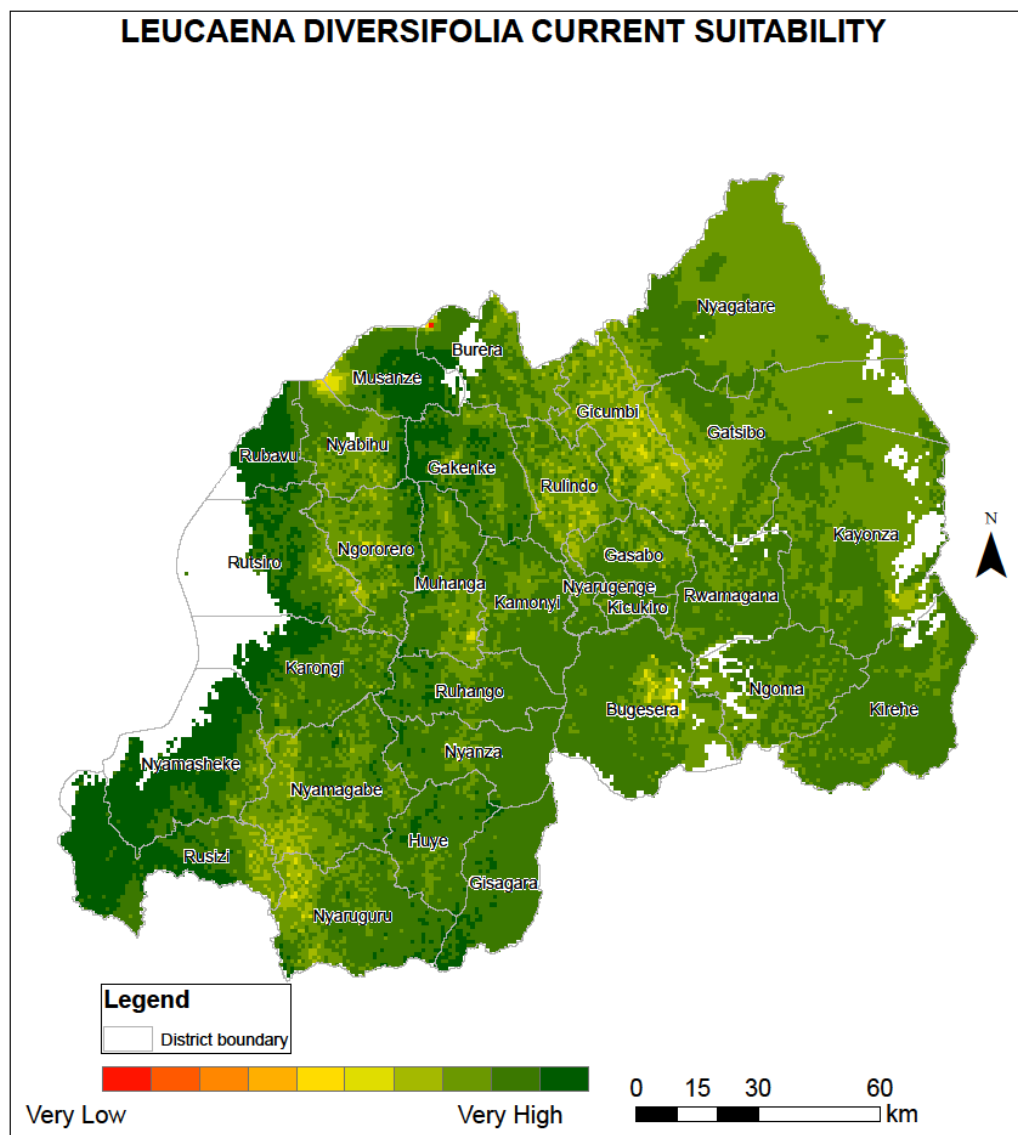 LEUCAENA DIVERSIFOLIA CURRENT SUITABILITY
Nyagatare
Burera
Musanze
Gicumbi
Gatsibo
Nyabihu
Rubavu
Gakenke
Rulindo
Kayonza
N
Ngororero
Gasabo
Rutsiro
Muhanga
Nyarugenge
Kamonyi
Kicukiro
Rwamagana
Karongi
Ruhango
Ngoma
Bugesera
Kirehe
Nyanza
Nyamasheke
Nyamagabe
Huye
Rusizi
Gisagara
Nyaruguru
Legend
District boundary
0 15 30 60
km
Very Low Very High